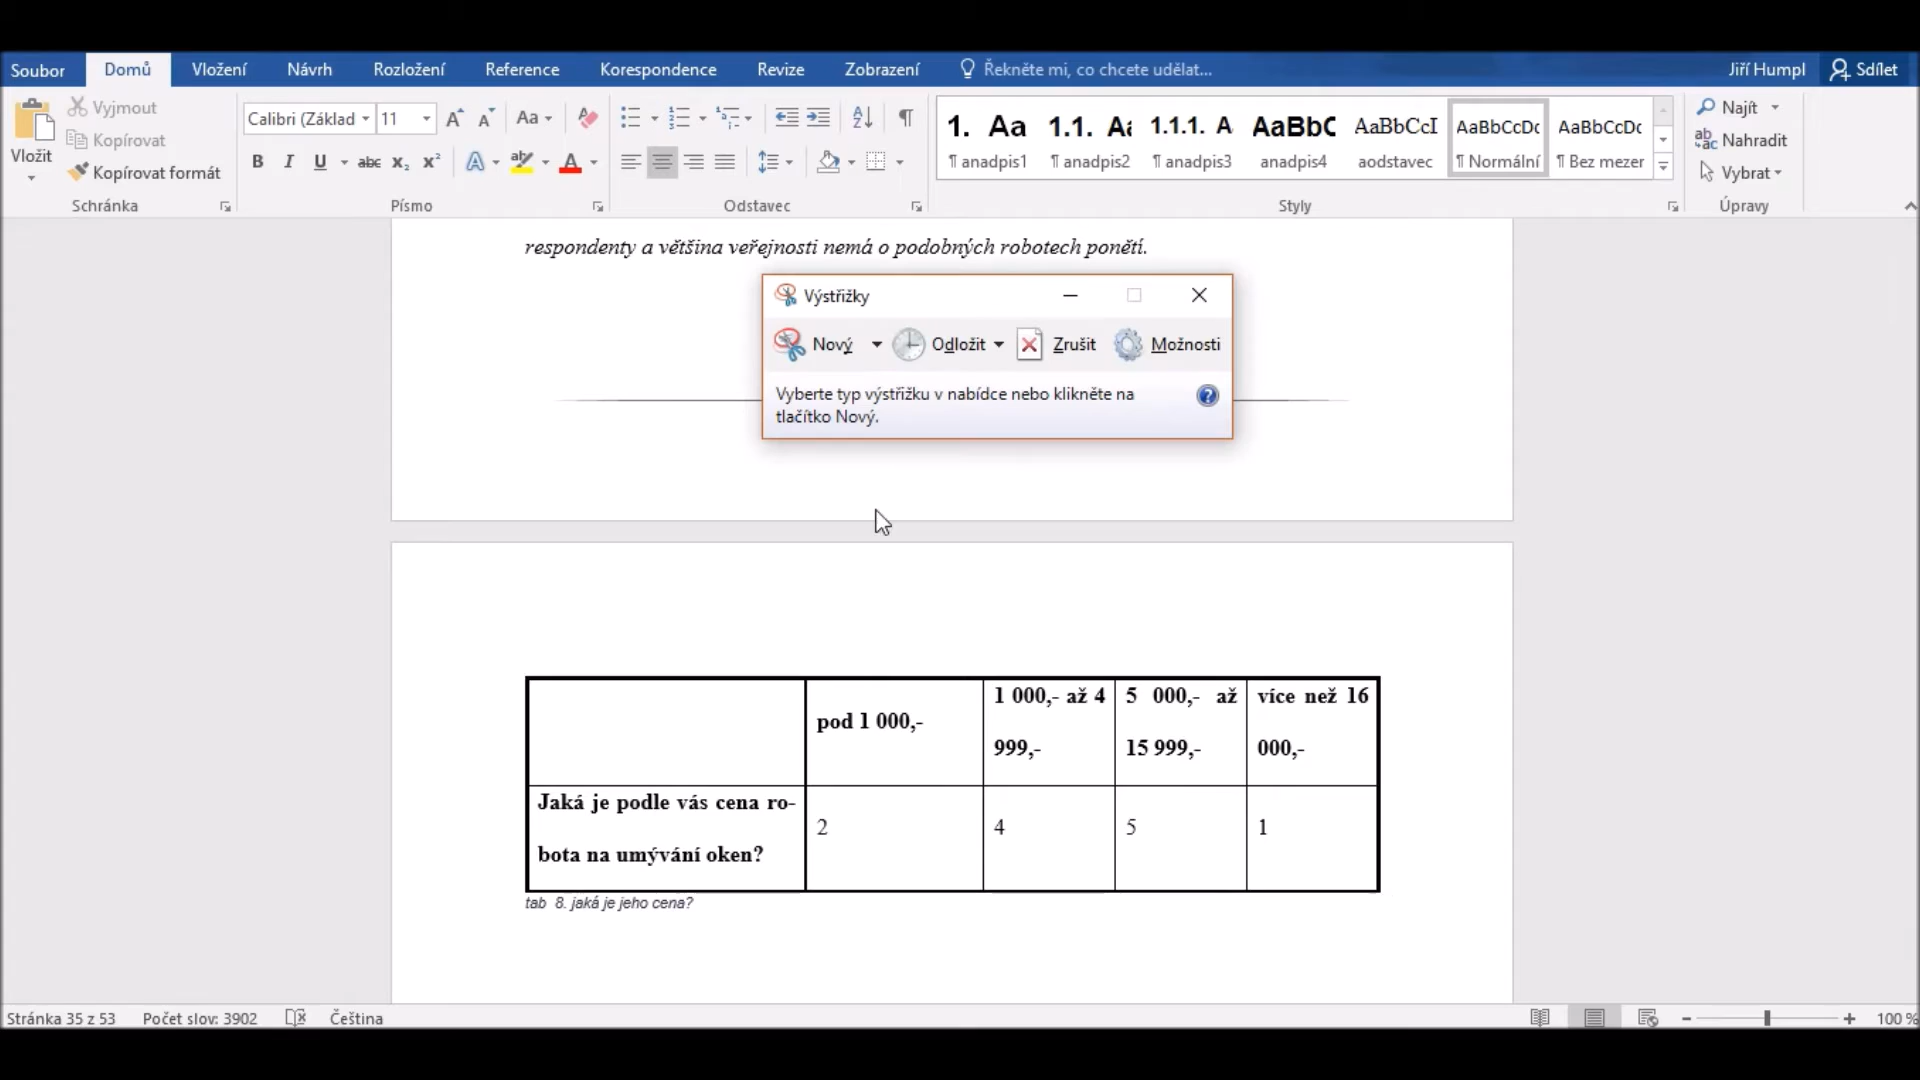 Soubor Domů Vložení Návrh Rozložení Reference Korespondence Revize Zobrazení Řekněte mi, co chcete udělat... Jiří Humpl Sdílet
Vložit
Vyjmout
Kopírovat
Kopírovat formát
Schránka
Calibri (Základ 11
Písmo
Odstavec
1. Aa
¶ anadpis1
1.1. Aa
¶ anadpis2
1.1.1. A
¶ anadpis3
AaBbC
anadpis4
AaBbCcI
aodstavec
AaBbCcDc
¶ Normální
AaBbCcDc
¶ Bez mezer
Styly
Najít
Nahradit
Vybrat
Úpravy
respondenty a většina veřejnosti nemá o podobných robotech ponětí.
Výstřižky
Nový Odložit Zrušit Možnosti
Vyberte typ výstřižku v nabídce nebo klikněte na
tlačítko Nový.
pod 1 000,-
1 000,- až 4
999,-
5 000,- až
15 999,-
více než 16
000,-
Jaká je podle vás cena ro-
bota na umývání oken?
2 4 5 1
tab 8. jaká je jeho cena?
Stránka 35 z 53 Počet slov: 3902 Čeština 100 %